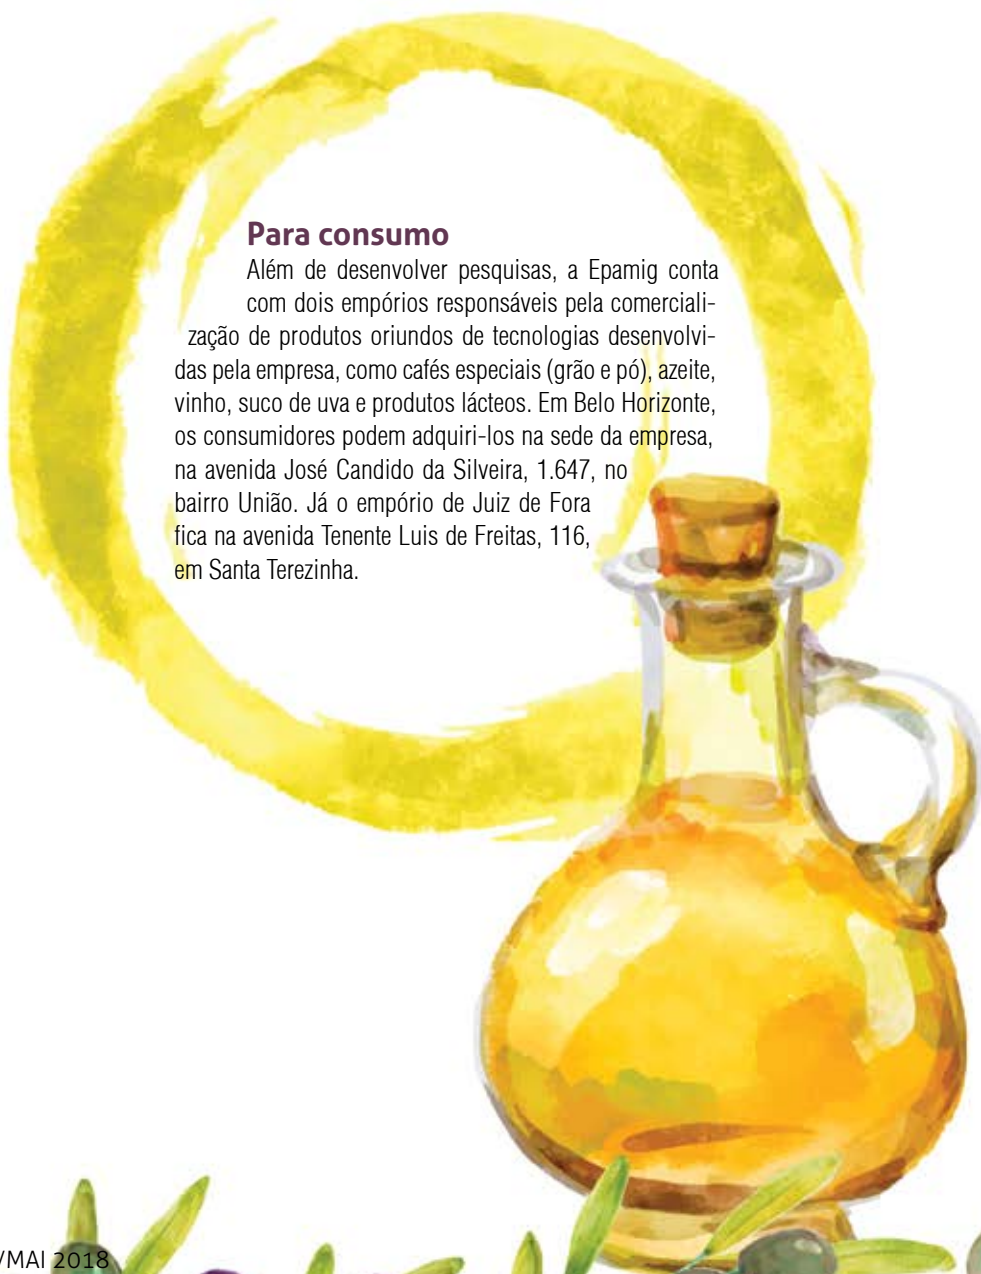 Para consumo
Além de desenvolver pesquisas, a Epamig conta
com dois empórios responsáveis pela comerciali-
zação de produtos oriundos de tecnologias desenvolvi-
das pela empresa, como cafés especiais (grão e pó), azeite,
vinho, suco de uva e produtos lácteos. Em Belo Horizonte,
os consumidores podem adquiri-los na sede da empresa,
na avenida José Candido da Silveira, 1.647, no
bairro União. Já o empório de Juiz de Fora
fica na avenida Tenente Luis de Freitas, 116,
em Santa Terezinha.
/MAI 2018